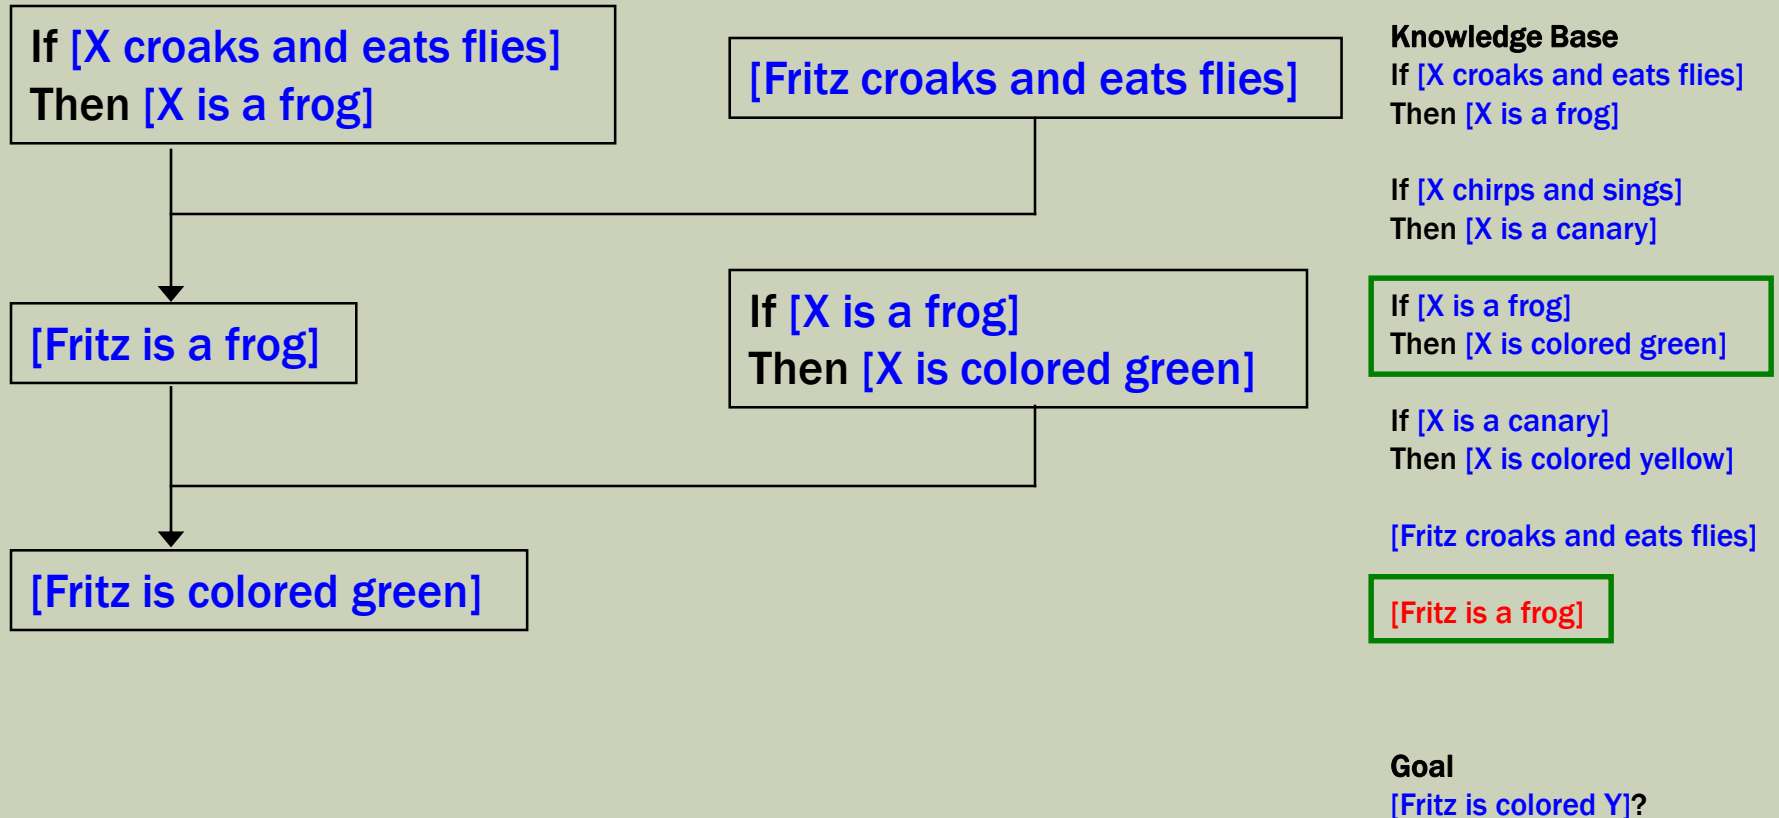 If [X croaks and eats flies]
Then [X is a frog]
[Fritz croaks and eats flies]
[Fritz is a frog]
If [X is a frog]
Then [X is colored green]
[Fritz is colored green]
Knowledge Base
If [X croaks and eats flies]
Then [X is a frog]
If [X chirps and sings]
Then [X is a canary]
If [X is a frog]
Then [X is colored green]
If [X is a canary]
Then [X is colored yellow]
[Fritz croaks and eats flies]
[Fritz is a frog]
Goal
[Fritz is colored Y]?